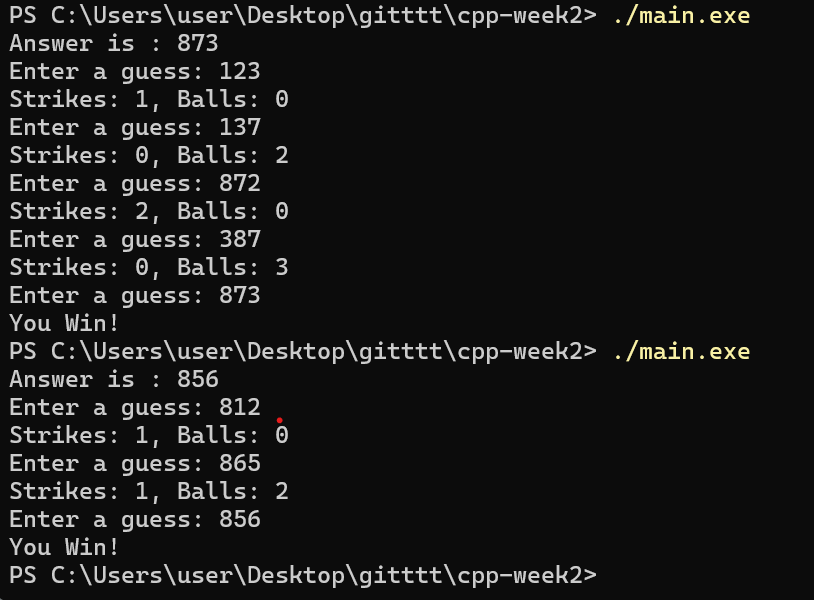 PS C:\Users\user\Desktop\gitttt\cpp-week2> ./main.exe
Answer is : 873
Enter a guess: 123
Strikes: 1, Balls: 0
Enter a guess: 137
Strikes: 0, Balls: 2
Enter a guess: 872
Strikes: 2, Balls: 0
Enter a guess: 387
Strikes: 0, Balls: 3
Enter a guess: 873
You Win!
PS C:\Users\user\Desktop\gitttt\cpp-week2> ./main.exe
Answer is : 856
Enter a guess: 812
Strikes: 1, Balls: 0
Enter a guess: 865
Strikes: 1, Balls: 2
Enter a guess: 856
You Win!
PS C:\Users\user\Desktop\gitttt\cpp-week2>